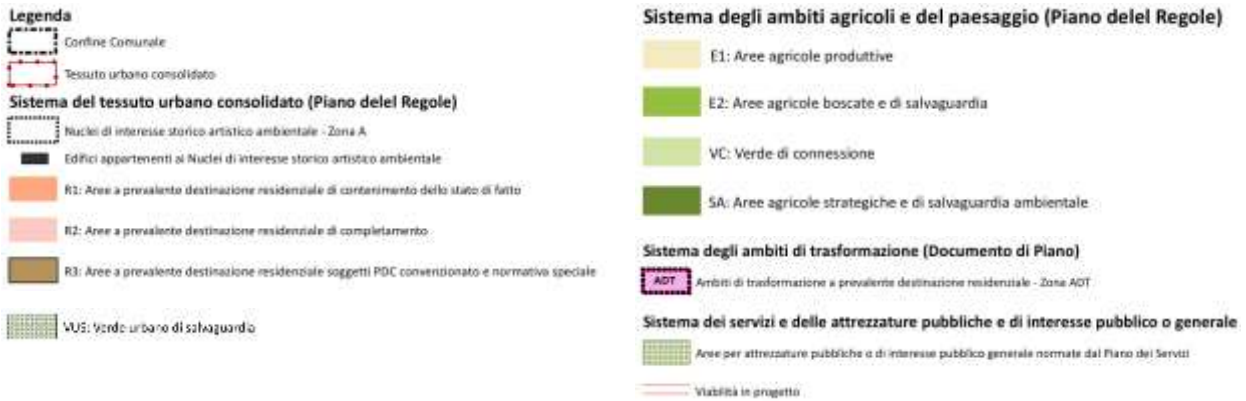 Legenda
Confine Comunale
Tessuto urbano consolidato
Sistema del tessuto urbano consolidato (Piano delel Regole)
Nuclei di interesse storico artistico ambientale - Zona A
Edifici appartenenti ai Nuclei di interesse storico artistico ambientale
R1: Aree a prevalente destinazione residenziale di contenimento dello stato di fatto
R2: Aree a prevalente destinazione residenziale di completamento
R3: Aree a prevalente destinazione residenziale soggetti PDC convenzionato e normativa speciale
VUS: Verde urbano di salvaguardia
Sistema degli ambiti agricoli e del paesaggio (Piano delel Regole)
E1: Aree agricole produttive
E2: Aree agricole boscate e di salvaguardia
VC: Verde di connessione
SA: Aree agricole strategiche e di salvaguardia ambientale
Sistema degli ambiti di trasformazione (Documento di Piano)
ADT Ambiti di trasformazione a prevalente destinazione residenziale - Zona ADT
Sistema dei servizi e delle attrezzature pubbliche e di interesse pubblico o generale
Aree per attrezzature pubbliche o di interesse pubblico generale normate dal Piano dei Servizi
Viabilità in progetto